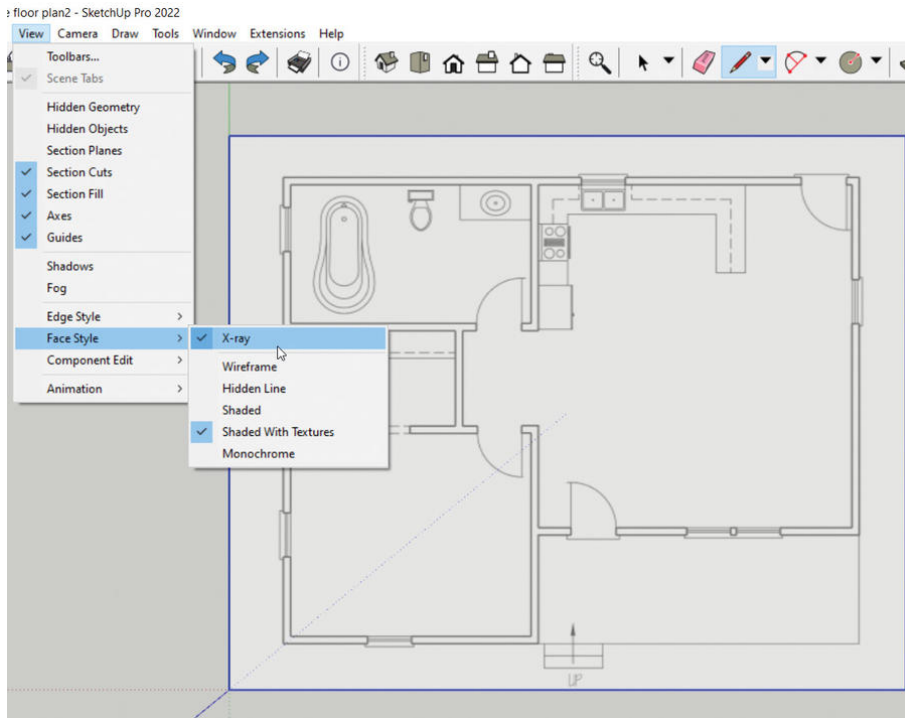 e floor plan2 - SketchUp Pro 2022
View Camera Draw Tools Window Extensions Help
Toolbars...
Scene Tabs
Hidden Geometry
Hidden Objects
Section Planes
Section Cuts
Section Fill
Axes
Guides
Shadows
Fog
Edge Style
Face Style
X-ray
Component Edit
Wireframe
Animation
Hidden Line
Shaded
Shaded With Textures
Monochrome
UP